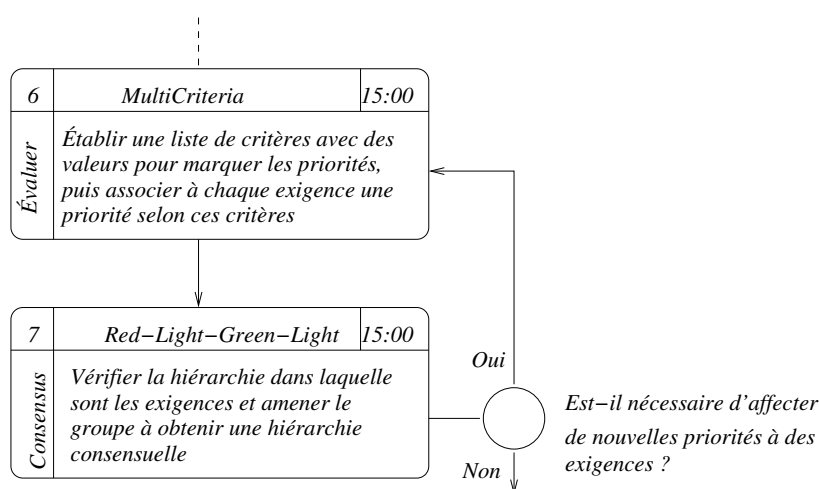 6 MultiCriteria 15:00
Évaluer
Établir une liste de critères avec des
valeurs pour marquer les priorités,
puis associer à chaque exigence une
priorité selon ces critères
7 Red−Light−Green−Light 15:00
Consensus
Vérifier la hiérarchie dans laquelle
sont les exigences et amener le
groupe à obtenir une hiérarchie
consensuelle
Oui
Est−il nécessaire d'affecter
de nouvelles priorités à des
exigences ?
Non